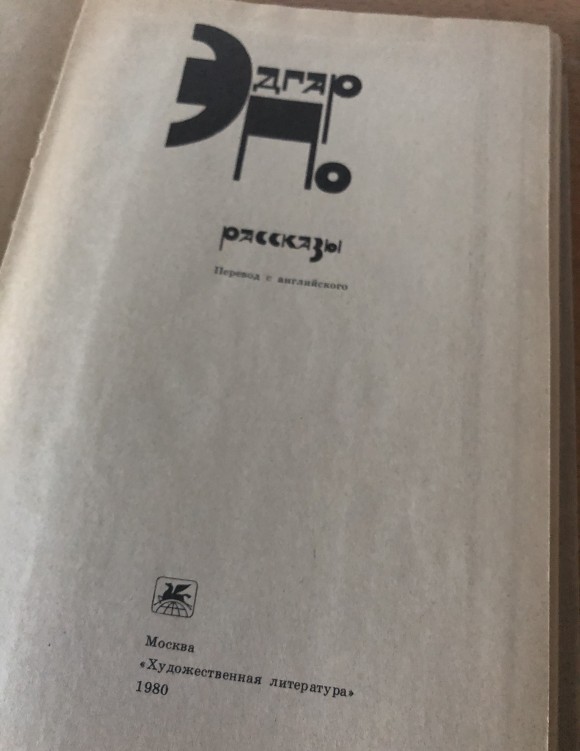 Эдгар
По
рассказы
Перевод с английского
Москва
«Художественная литература»
1980